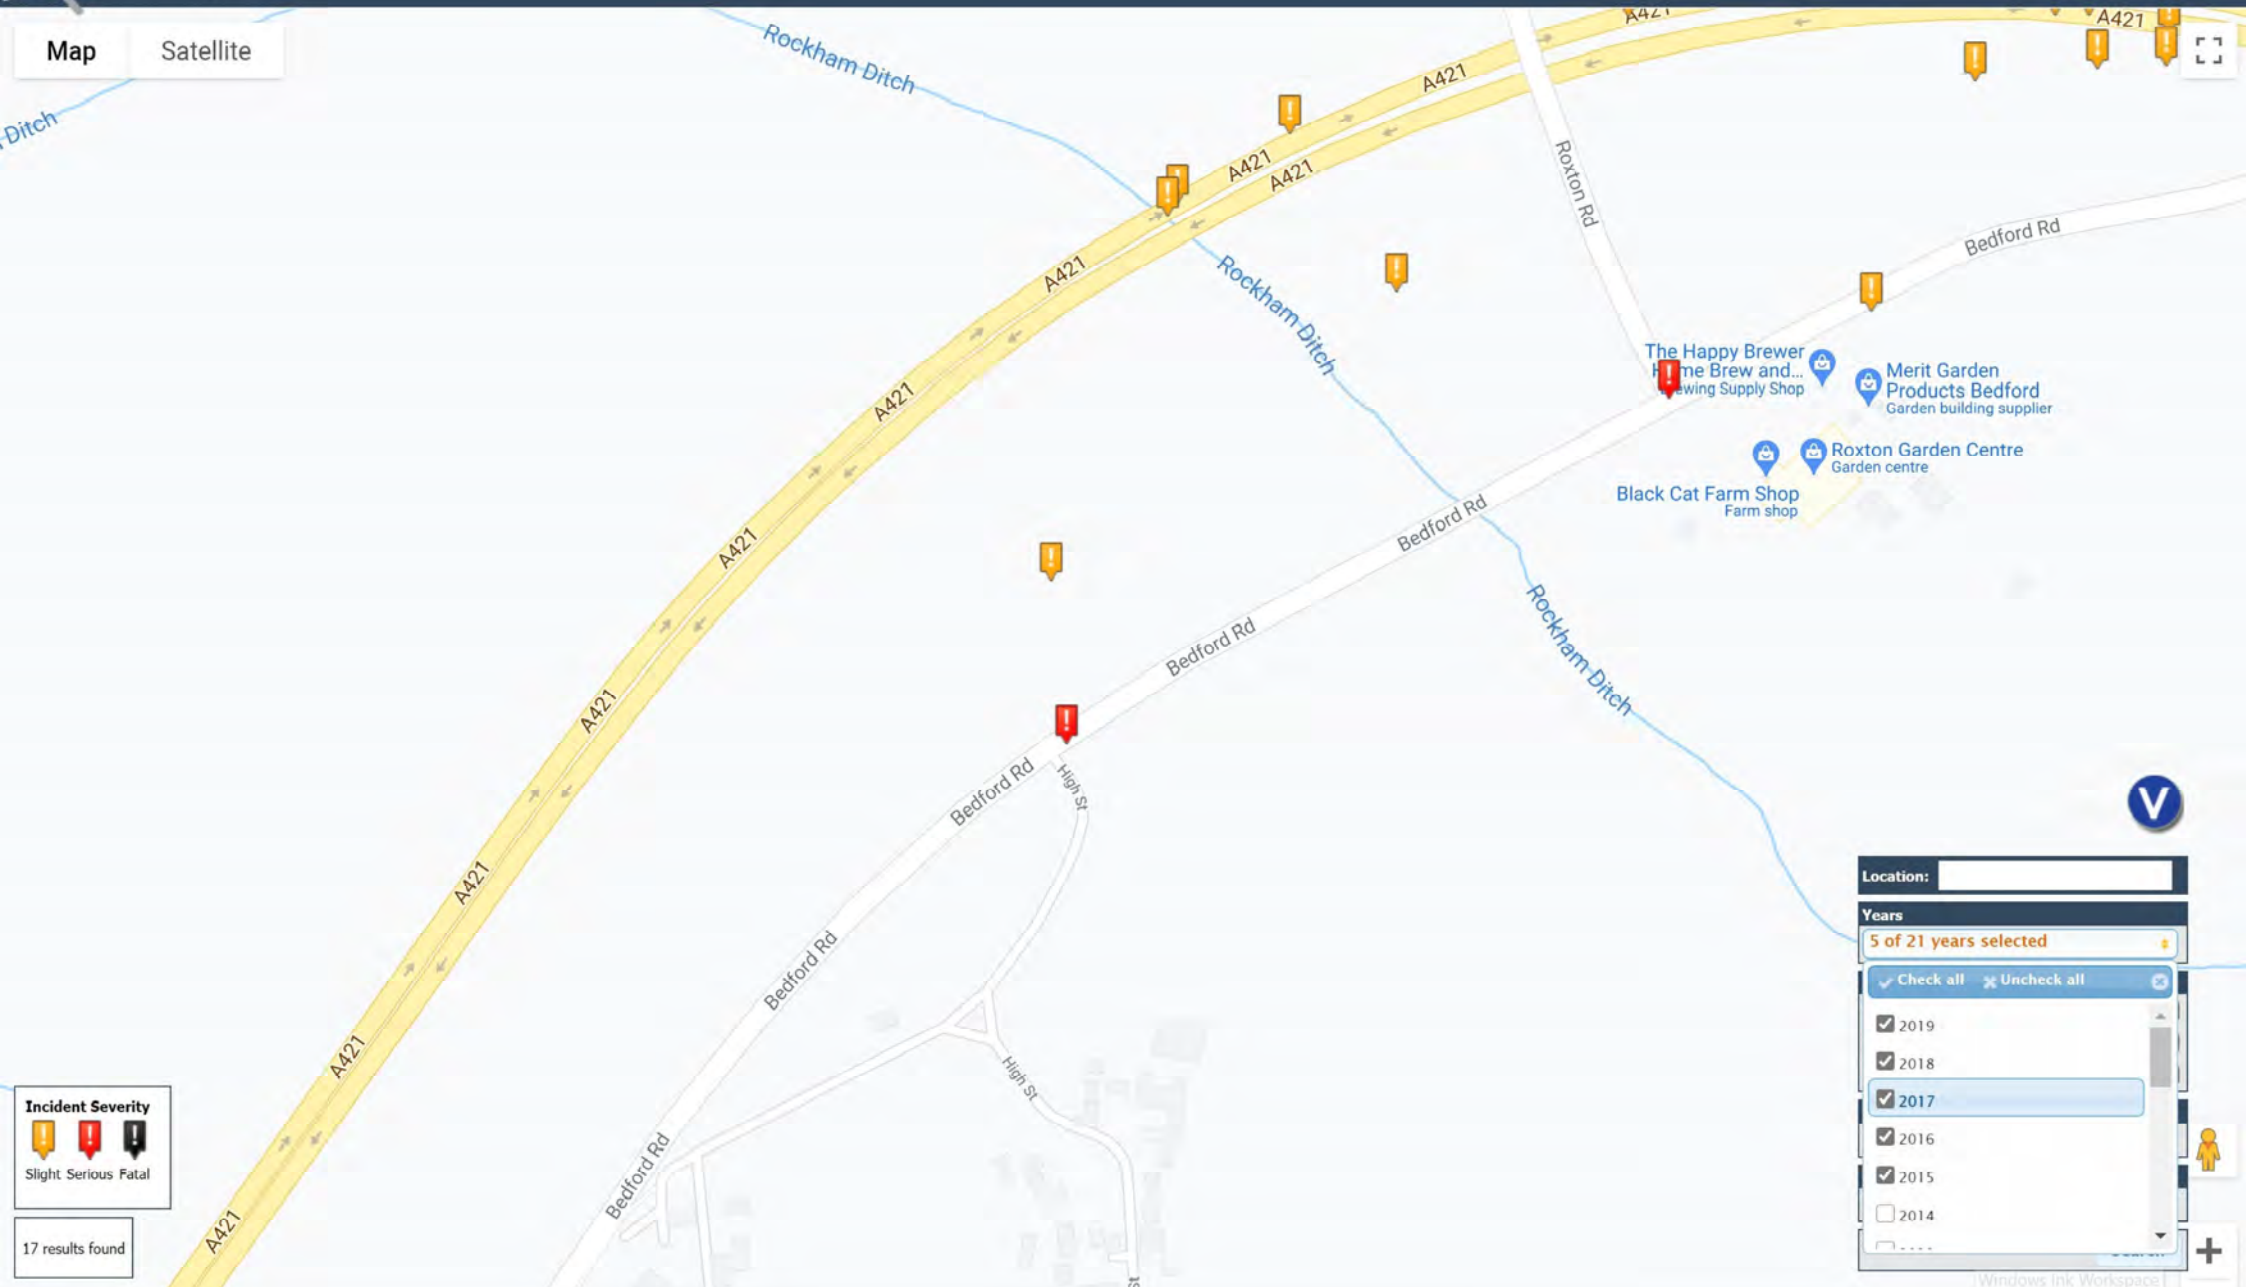 Map
Satellite
Rockham Ditch
Ditch
A421
A421
A421
A421
A421
Roxton Rd
Bedford Rd
A421
Rockham Ditch
The Happy Brewer
me Brew and...
ewing Supply Shop
Merit Garden
Products Bedford
Garden building supplier
A421
Roxton Garden Centre
Garden centre
Black Cat Farm Shop
Farm shop
Bedford Rd
A421
Rockham Ditch
Bedford Rd
A421
Bedford Rd
High St
A421
Bedford Rd
High St
A421
Bedford Rd
A421
Location:
Years
5 of 21 years selected
Check all
Uncheck all
2019
2018
2017
2016
2015
2014
Incident Severity
Slight Serious Fatal
17 results found
V
Windows Ink Workspace